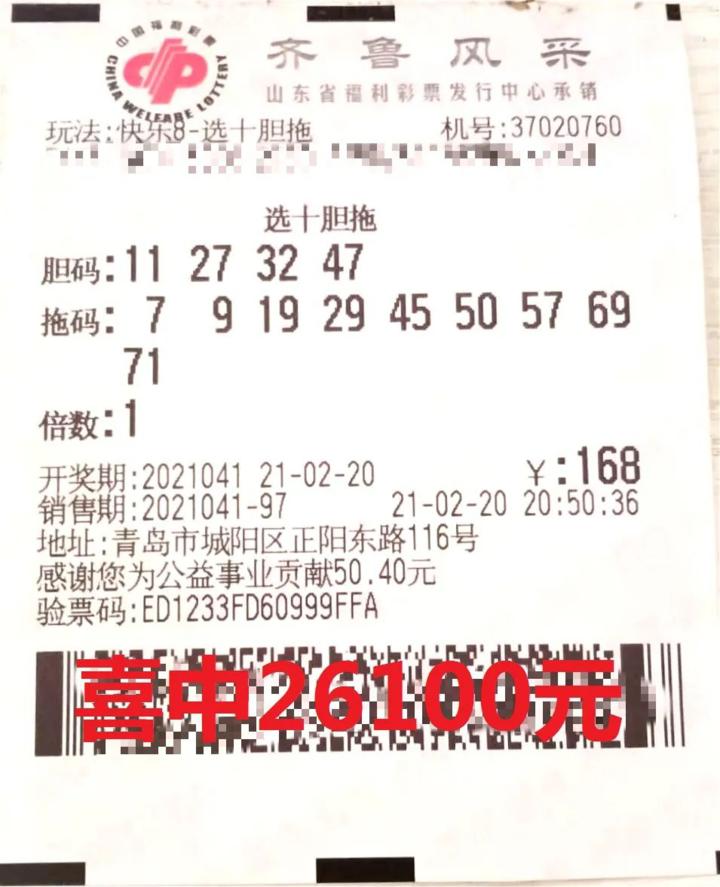 中国福利彩票
CHINA WELFARE LOTTERY
齐鲁风采
山东省福利彩票发行中心承销
玩法:快乐8-选十胆拖 机号:37020760
选十胆拖
胆码:11 27 32 47
拖码: 7 9 19 29 45 50 57 69
71
倍数:1
开奖期:2021041 21-02-20 ¥:168
销售期:2021041-97 21-02-20 20:50:36
地址:青岛市城阳区正阳东路116号
感谢您为公益事业贡献50.40元
验票码:ED1233FD60999FFA
喜中26100元